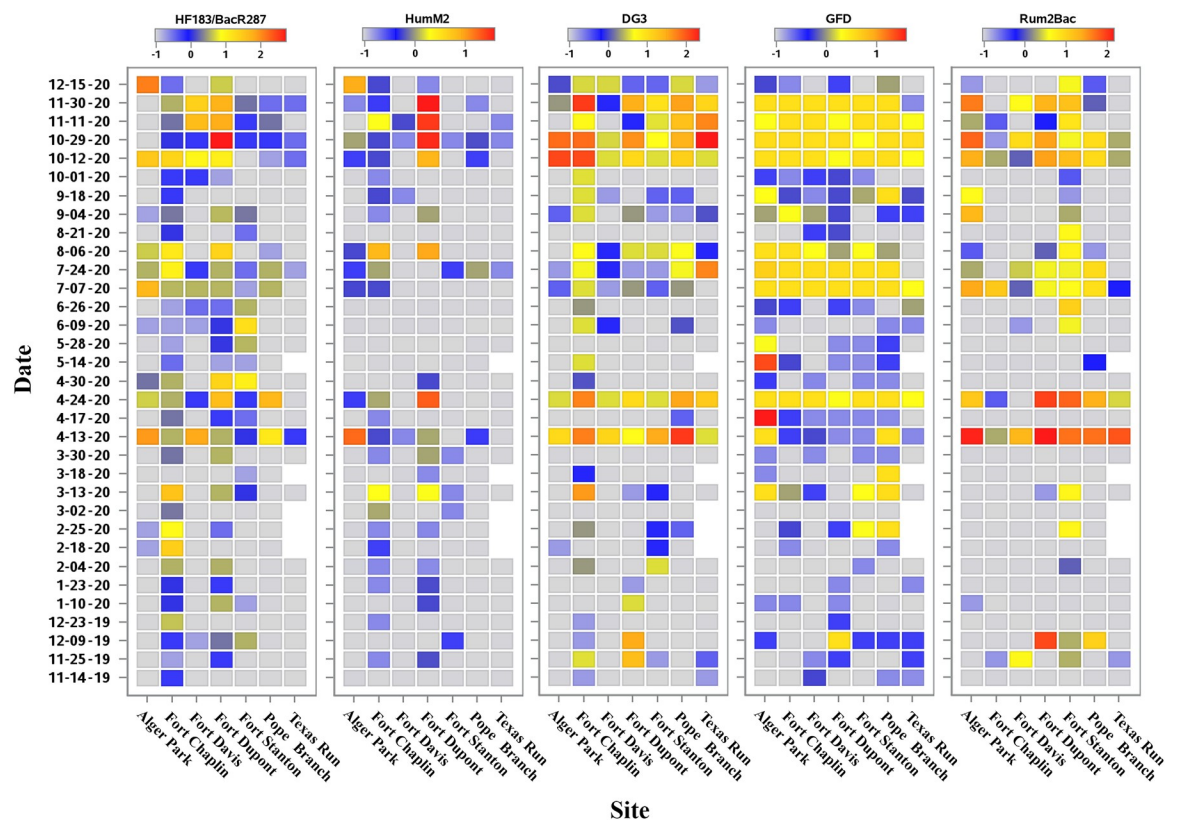 HF183/BacR287 HumM2 DG3 GFD Rum2Bac
-1 0 1 2 -1 0 1 -1 0 1 2 -1 0 1 -1 0 1 2
12-15-20
11-30-20
11-11-20
10-29-20
10-12-20
10-01-20
9-18-20
9-04-20
8-21-20
8-06-20
7-24-20
7-07-20
6-26-20
6-09-20
5-28-20
5-14-20
4-30-20
4-24-20
4-17-20
4-13-20
3-30-20
3-18-20
3-13-20
3-02-20
2-25-20
2-18-20
2-04-20
1-23-20
1-10-20
12-23-19
12-09-19
11-25-19
11-14-19
Date
Alger Park
Fort Chaplin
Fort Davis
Fort Dupont
Fort Stanton
Pope Branch
Texas Run
Alger Park
Fort Chaplin
Fort Davis
Fort Dupont
Fort Stanton
Pope Branch
Texas Run
Alger Park
Fort Chaplin
Fort Davis
Fort Dupont
Fort Stanton
Pope Branch
Texas Run
Alger Park
Fort Chaplin
Fort Davis
Fort Dupont
Fort Stanton
Pope Branch
Texas Run
Alger Park
Fort Chaplin
Fort Davis
Fort Dupont
Fort Stanton
Pope Branch
Texas Run
Site